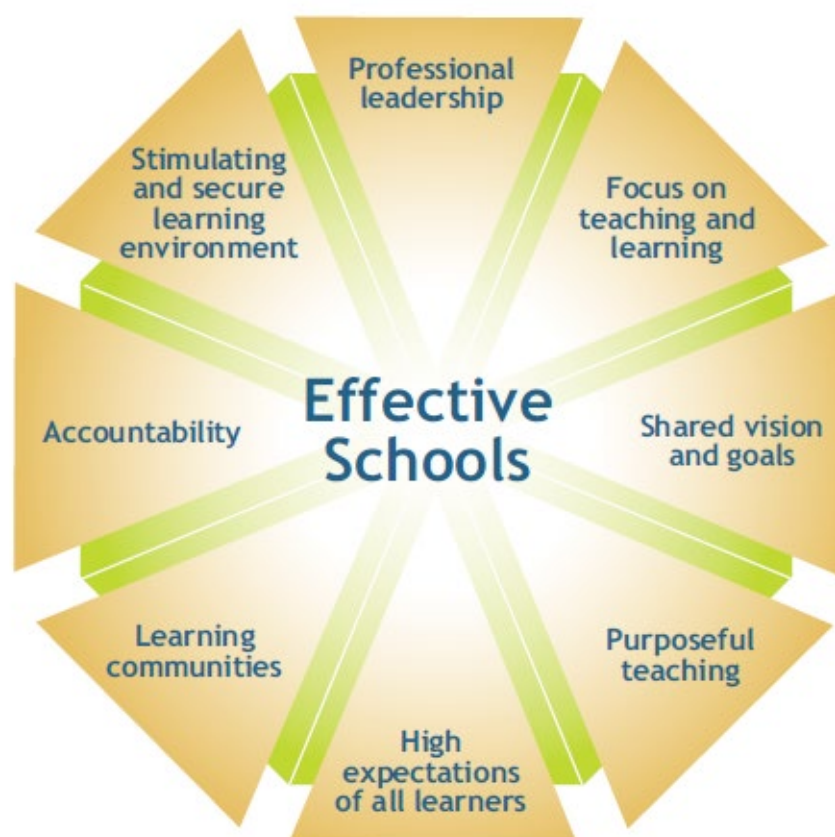 Professional
leadership
Focus on
teaching and
learning
Shared vision
and goals
Purposeful
teaching
High
expectations
of all learners
Learning
communities
Accountability
Stimulating
and secure
learning
environment
Effective
Schools